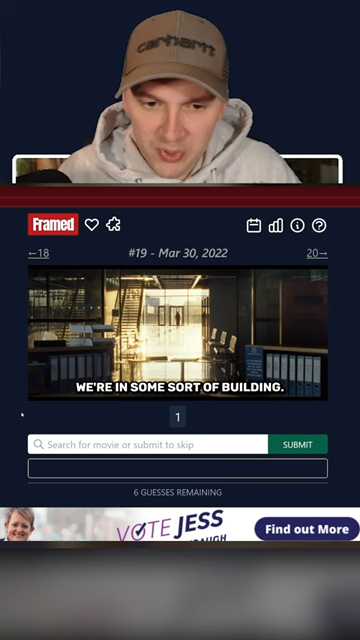 carhartt
Framed
←18
#19 - Mar 30, 2022
20→
WE'RE IN SOME SORT OF BUILDING.
1
Search for movie or submit to skip
SUBMIT
6 GUESSES REMAINING
VOTE JESS
Find out More